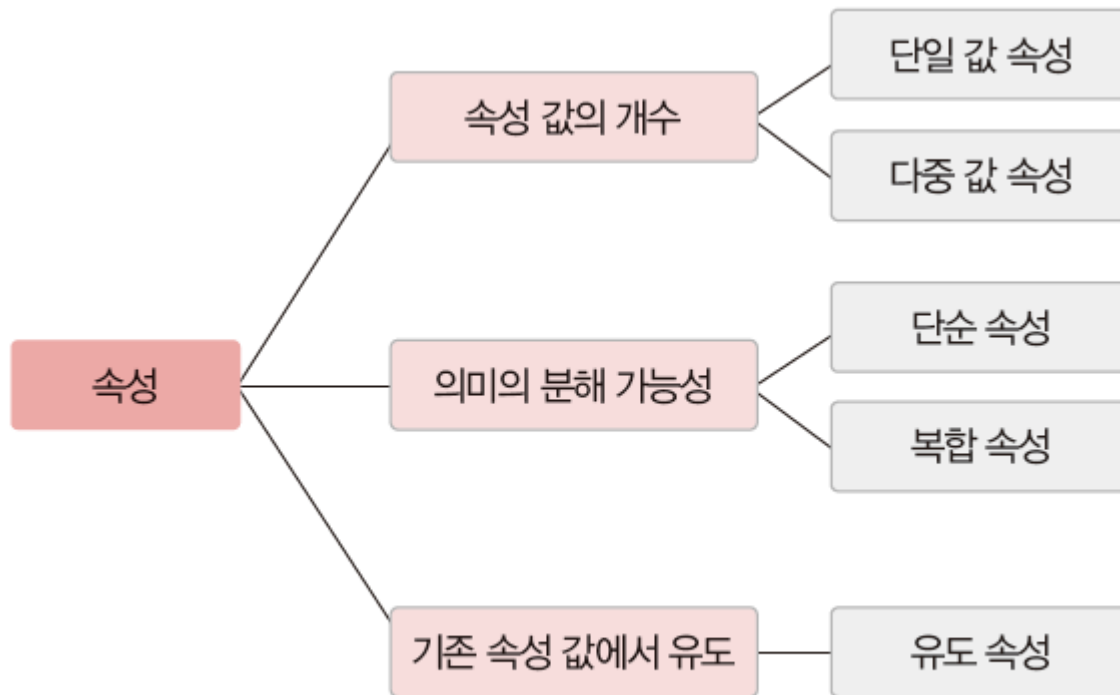 속성
속성 값의 개수
단일 값 속성
다중 값 속성
의미의 분해 가능성
단순 속성
복합 속성
기존 속성 값에서 유도
유도 속성